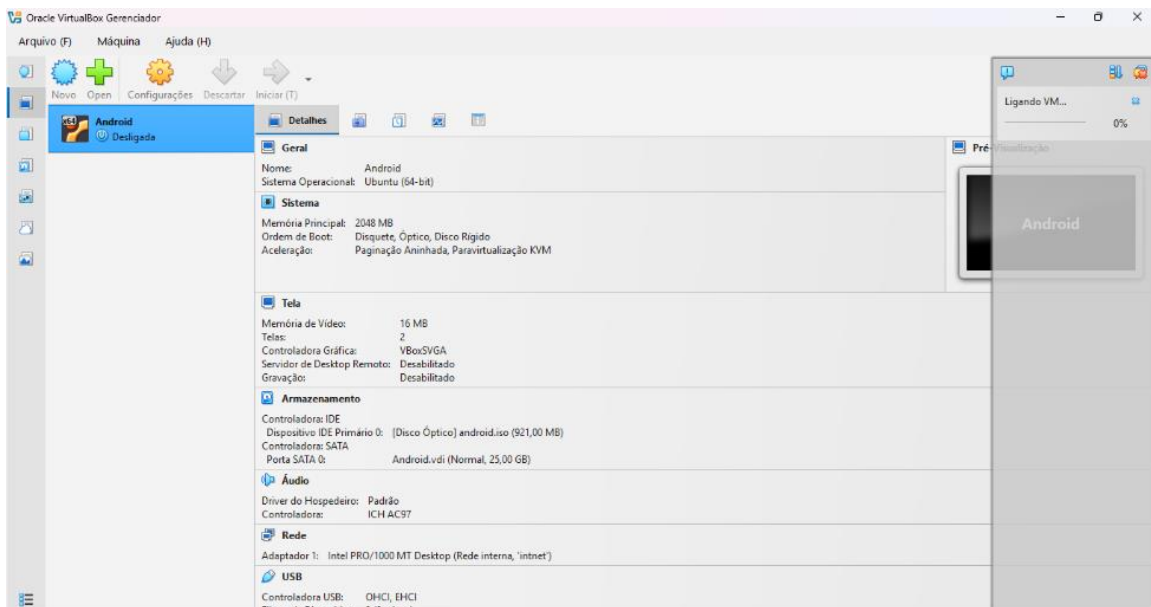 Oracle VirtualBox Gerenciador
Arquivo (F) Máquina Ajuda (H)
Novo Open Configurações Descartar Iniciar (T)
Ligando VM...
0%
x64
Android
Desligada
Detalhes
Geral
Nome: Android
Sistema Operacional: Ubuntu (64-bit)
Pré-Visualização
Android
Sistema
Memória Principal: 2048 MB
Ordem de Boot: Disquete, Óptico, Disco Rígido
Aceleração: Paginação Aninhada, Paravirtualização KVM
Tela
Memória de Vídeo: 16 MB
Telas: 2
Controladora Gráfica: VBoxSVGA
Servidor de Desktop Remoto: Desabilitado
Gravação: Desabilitado
Armazenamento
Controladora: IDE
Dispositivo IDE Primário 0: [Disco Óptico] android.iso (921,00 MB)
Controladora: SATA
Porta SATA 0: Android.vdi (Normal, 25,00 GB)
Áudio
Driver do Hospedeiro: Padrão
Controladora: ICH AC97
Rede
Adaptador 1: Intel PRO/1000 MT Desktop (Rede interna, 'intnet')
USB
Controladora USB: OHCI, EHCI